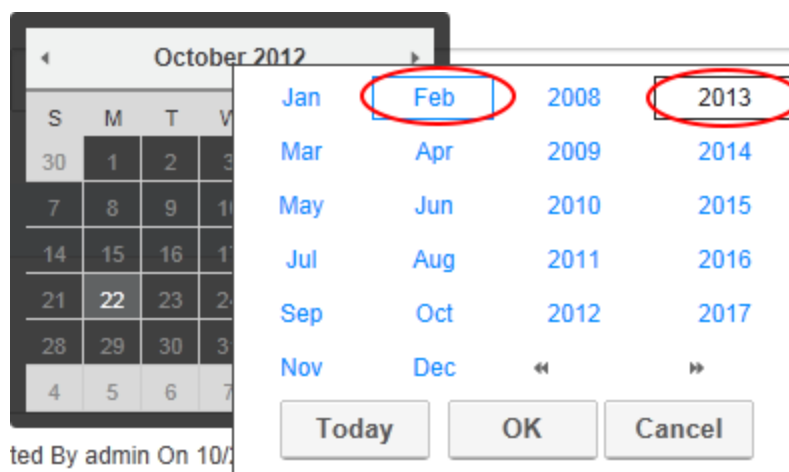 October 2012
S M T
30 1 2 3
7 8 9
14 15 16
21 22 23
28 29 30
4 5 6 7
Jan Feb 2008 2013
Mar Apr 2009 2014
May Jun 2010 2015
Jul Aug 2011 2016
Sep Oct 2012 2017
Nov Dec
Today OK Cancel
ted By admin On 10/